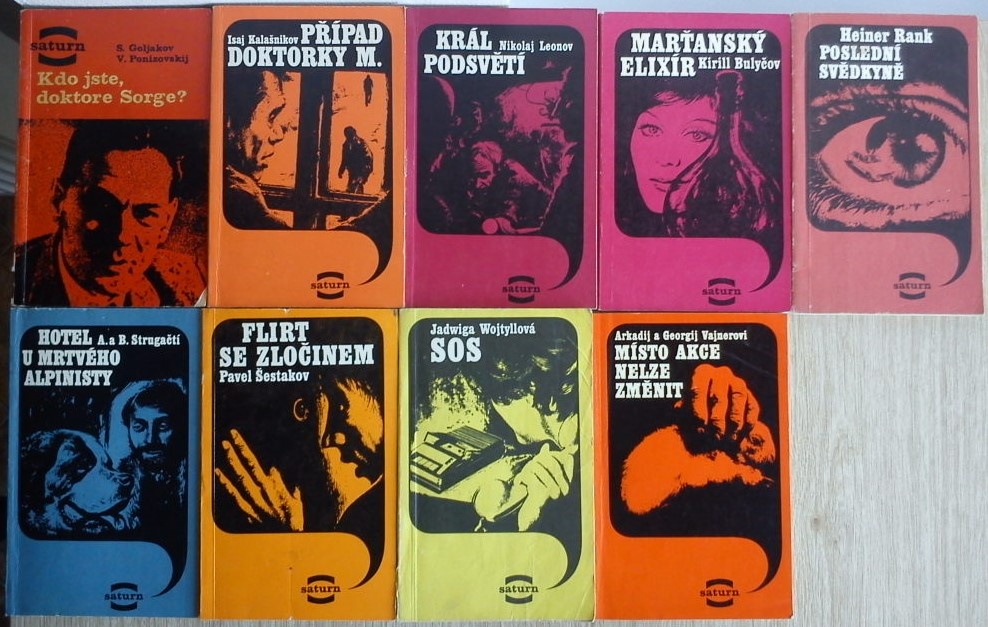 saturn
S. Goljakov
V. Ponizovskij
Kdo jste,
doktore Sorge?
Isaj Kalašnikov PŘÍPAD
DOKTORKY M.
saturn
KRÁL Nikolaj Leonov
PODSVĚTÍ
saturn
MARŤANSKÝ
ELIXÍR Kirill Bulyčov
saturn
Heiner Rank
POSLEDNÍ
SVĚDKYNĚ
saturn
HOTEL A. a B. Strugačtí
U MRTVÉHO
ALPINISTY
saturn
FLIRT
SE ZLOČINEM
Pavel Šestakov
saturn
Jadwiga Wojtyllová
SOS
saturn
Arkadij a Georgij Vajnerovi
MÍSTO AKCE
NELZE
ZMĚNIT
saturn